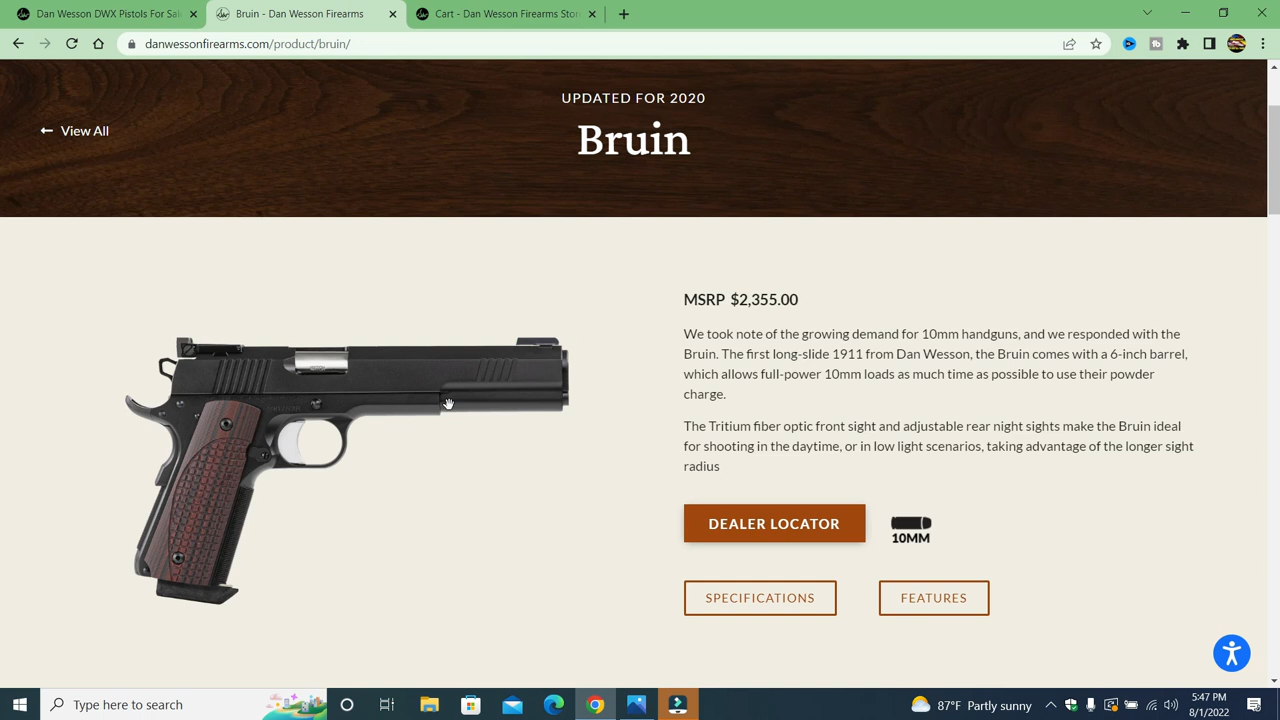 Dan Wesson DWX Pistols For Sal
Bruin - Dan Wesson Firearms
Cart - Dan Wesson Firearms Stor
danwessonfirearms.com/product/bruin/
UPDATED FOR 2020
View All
Bruin
MSRP $2,355.00
We took note of the growing demand for 10mm handguns, and we responded with the
Bruin. The first long-slide 1911 from Dan Wesson, the Bruin comes with a 6-inch barrel,
which allows full-power 10mm loads as much time as possible to use their powder
charge.
The Tritium fiber optic front sight and adjustable rear night sights make the Bruin ideal
for shooting in the daytime, or in low light scenarios, taking advantage of the longer sight
radius
DEALER LOCATOR
10MM
SPECIFICATIONS
FEATURES
Type here to search
87°F Partly sunny
5:47 PM
8/1/2022